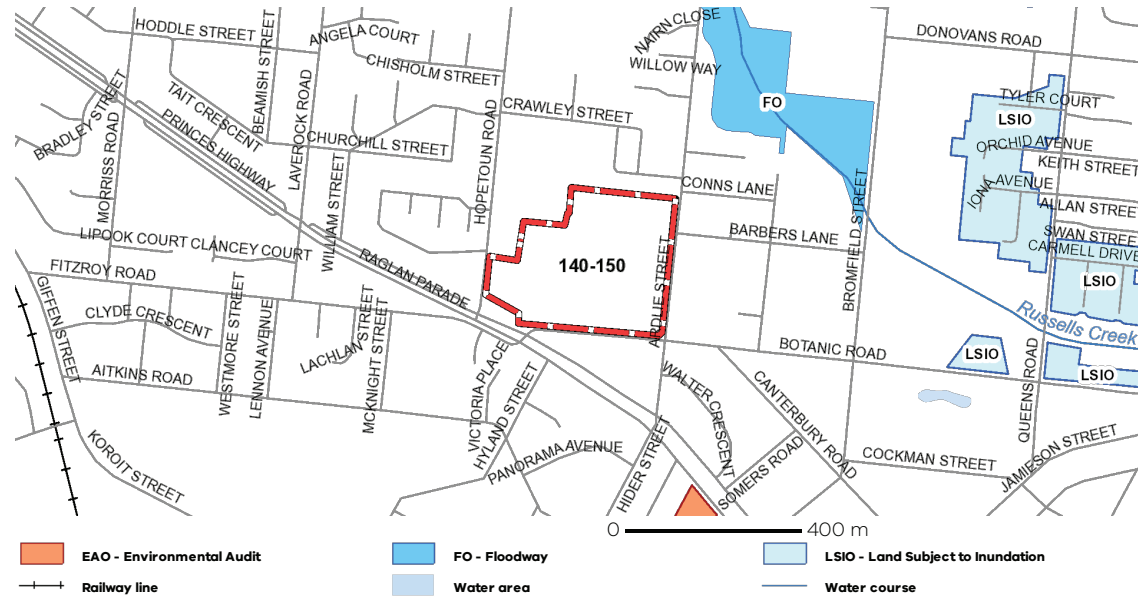 NAIRN CLOSE
HODDLE STREET
ANGELA COURT
DONOVANS ROAD
BEAMISH STREET
CHISHOLM STREET
WILLOW WAY
BRADLEY STREET
TAIT CRESCENT
LAVEROCK ROAD
CRAWLEY STREET
FO
TYLER COURT
LSIO
MORRISS ROAD
PRINCES HIGHWAY
CHURCHILL STREET
HOPETOUN ROAD
ORCHID AVENUE
KEITH STREET
WILLIAM STREET
CONNS LANE
IONA AVENUE
ALLAN STREET
LIPOOK COURT
CLANCEY COURT
BARBERS LANE
BROMFIELD STREET
SWAN STREET
CARMELL DRIVE
FITZROY ROAD
RAGLAN PARADE
140-150
ARDLIE STREET
LSIO
GIFFEN STREET
CLYDE CRESCENT
WESTMORE STREET
LENNON AVENUE
LACHLAN STREET
MCKNIGHT STREET
Russells Creek
BOTANIC ROAD
LSIO
LSIO
AITKINS ROAD
VICTORIA PLACE
HYLAND STREET
WALTER CRESCENT
CANTERBURY ROAD
QUEENS ROAD
KOROIT STREET
PANORAMA AVENUE
HIDER STREET
SOMERS ROAD
COCKMAN STREET
JAMIESON STREET
0 400 m
EAO - Environmental Audit
FO - Floodway
LSIO - Land Subject to Inundation
Railway line
Water area
Water course